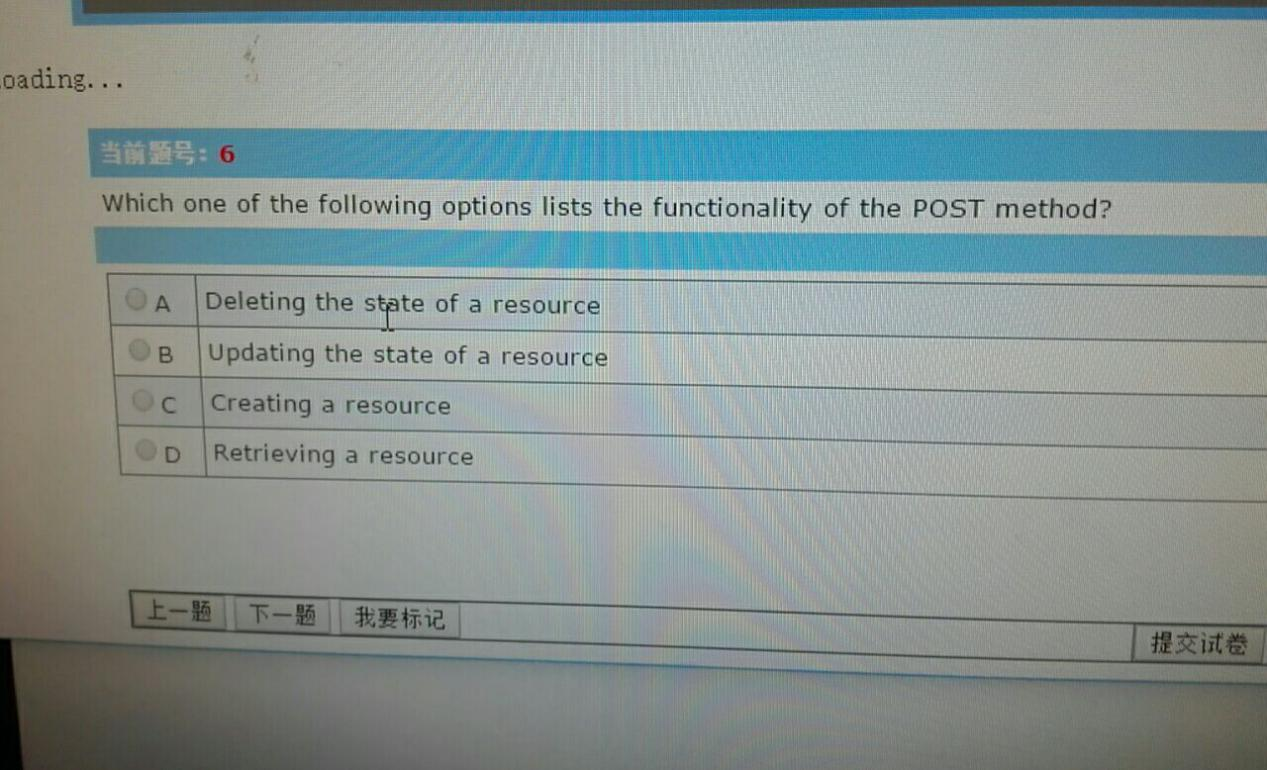 oading...
当前题号: 6
Which one of the following options lists the functionality of the POST method?
A Deleting the state of a resource
B Updating the state of a resource
C Creating a resource
D Retrieving a resource
上一题 下一题 我要标记 提交试卷